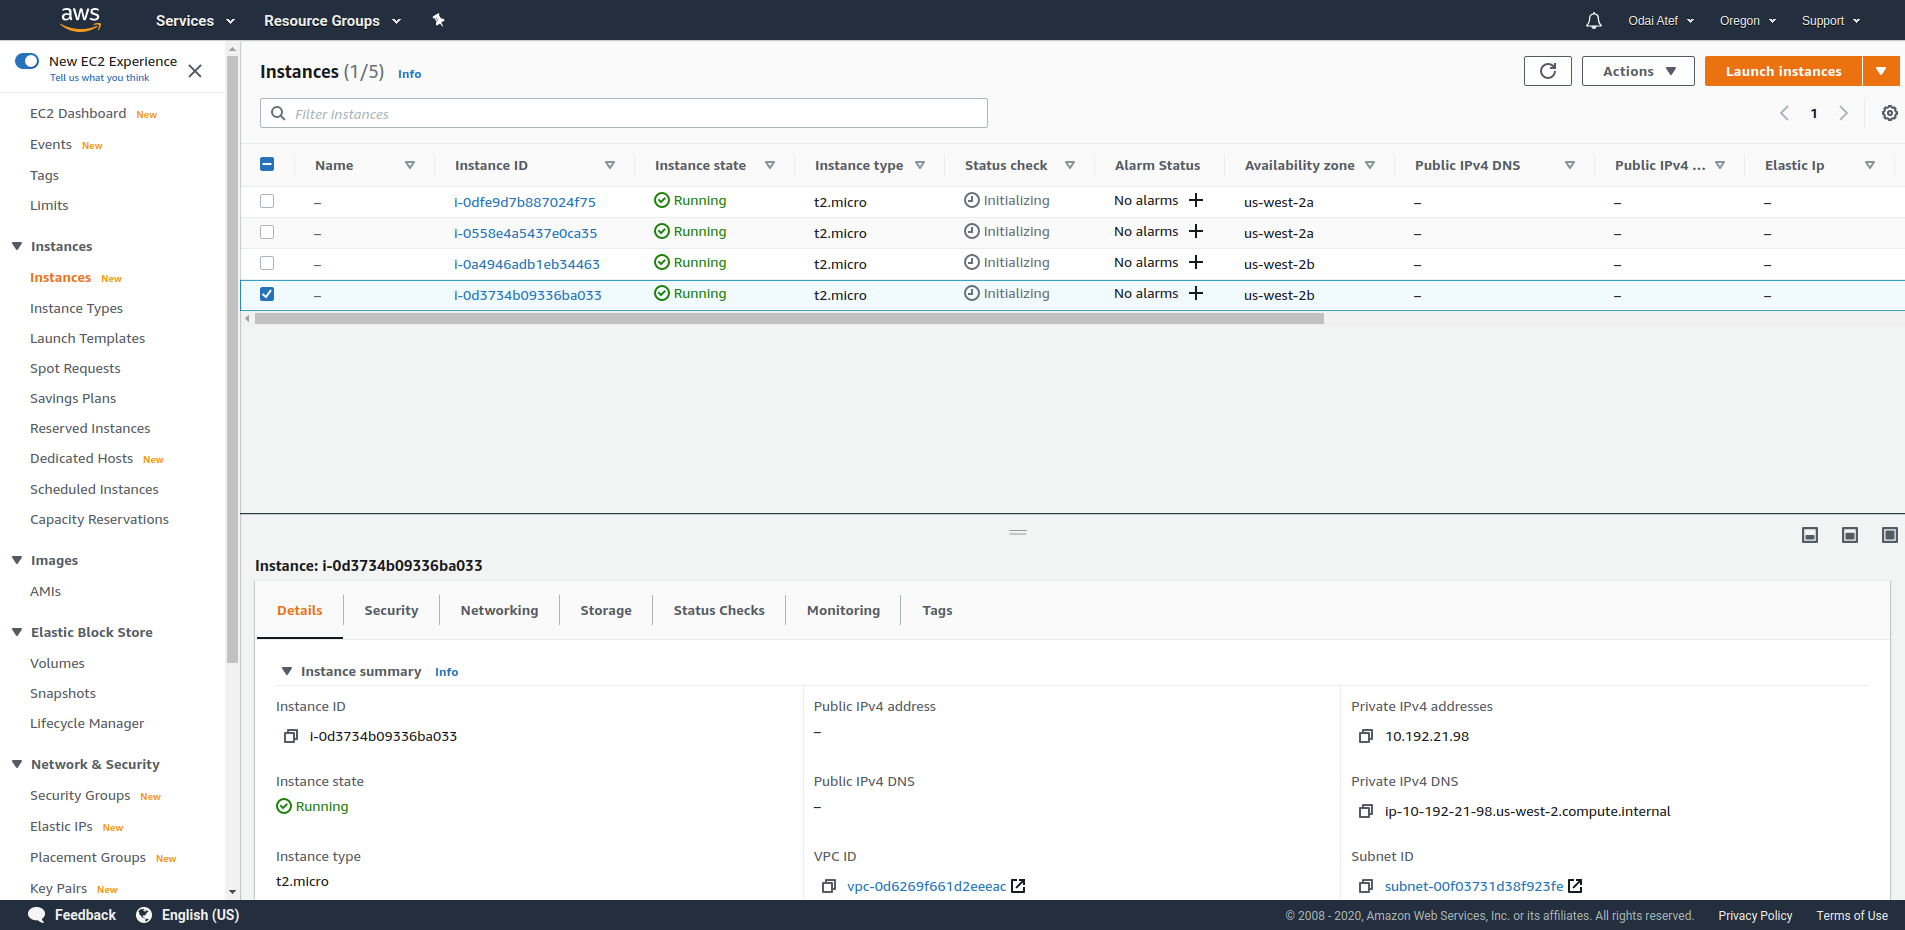 aws Services Resource Groups Odai Atef Oregon Support
New EC2 Experience
Tell us what you think
EC2 Dashboard New
Events New
Tags
Limits
Instances
Instances New
Instance Types
Launch Templates
Spot Requests
Savings Plans
Reserved Instances
Dedicated Hosts New
Scheduled Instances
Capacity Reservations
Images
AMIs
Elastic Block Store
Volumes
Snapshots
Lifecycle Manager
Network & Security
Security Groups New
Elastic IPs New
Placement Groups New
Key Pairs New
Instances (1/5) Info Actions Launch instances
Filter instances 1
Name Instance ID Instance state Instance type Status check Alarm Status Availability zone Public IPv4 DNS Public IPv4 ... Elastic Ip
– i-0dfe9d7b887024f75 Running t2.micro Initializing No alarms us-west-2a – – –
– i-0558e4a5437e0ca35 Running t2.micro Initializing No alarms us-west-2a – – –
– i-0a4946adb1eb34463 Running t2.micro Initializing No alarms us-west-2b – – –
– i-0d3734b09336ba033 Running t2.micro Initializing No alarms us-west-2b – – –
Instance: i-0d3734b09336ba033
Details Security Networking Storage Status Checks Monitoring Tags
Instance summary Info
Instance ID Public IPv4 address Private IPv4 addresses
i-0d3734b09336ba033 – 10.192.21.98
Instance state Public IPv4 DNS Private IPv4 DNS
Running – ip-10-192-21-98.us-west-2.compute.internal
Instance type VPC ID Subnet ID
t2.micro vpc-0d6269f661d2eeeac subnet-00f03731d38f923fe
Feedback English (US) © 2008 - 2020, Amazon Web Services, Inc. or its affiliates. All rights reserved. Privacy Policy Terms of Use